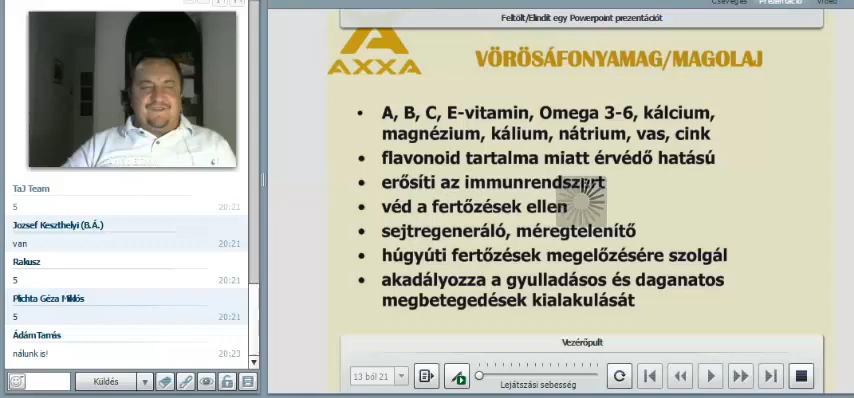 Csevegés Prezentáció Videó
Feltölt/Elindít egy Powerpoint prezentációt
AXXA
VÖRÖSÁFONYAMAG/MAGOLAJ
• A, B, C, E-vitamin, Omega 3-6, kálcium,
magnézium, kálium, nátrium, vas, cink
• flavonoid tartalma miatt érvédő hatású
• erősíti az immunrendszert
• véd a fertőzések ellen
• sejtregeneráló, méregtelenítő
• húgyúti fertőzések megelőzésére szolgál
• akadályozza a gyulladásos és daganatos
megbetegedések kialakulását
TaJ Team
5 20:21
Jozsef Keszthelyi (B.Á.)
van 20:21
Rakusz
5 20:21
Plichta Géza Miklós
5 20:21
Ádám Tamás
nálunk is! 20:23
Küldés
Vezérőpult
13 ból 21
Lejátszási sebesség